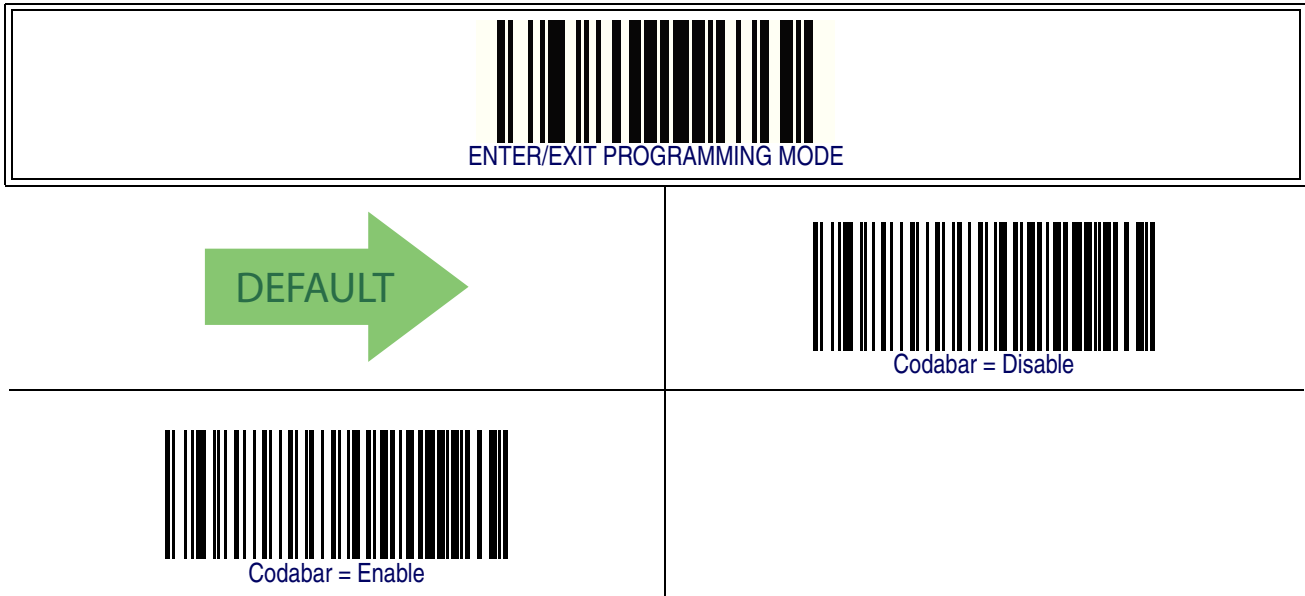 ENTER/EXIT PROGRAMMING MODE
DEFAULT
Codabar = Disable
Codabar = Enable